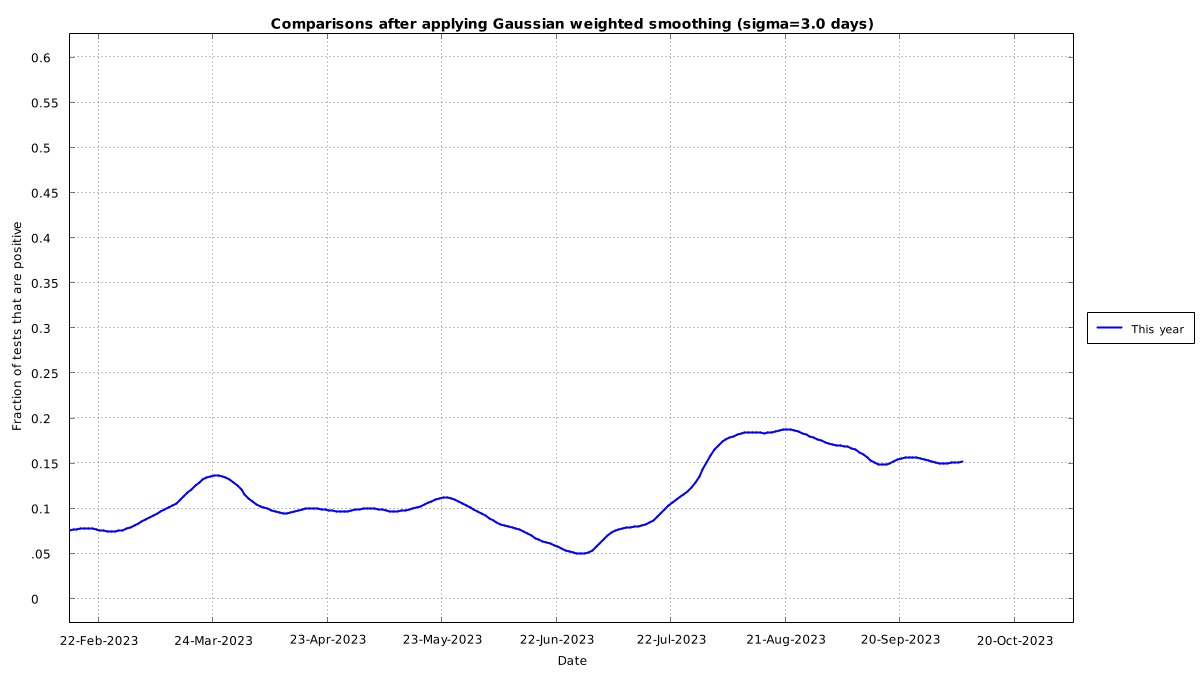 Comparisons after applying Gaussian weighted smoothing (sigma=3.0 days)
0.6
0.55
0.5
0.45
0.4
0.35
0.3
0.25
0.2
0.15
0.1
.05
0
Fraction of tests that are positive
This year
22-Feb-2023 24-Mar-2023 23-Apr-2023 23-May-2023 22-Jun-2023 22-Jul-2023 21-Aug-2023 20-Sep-2023 20-Oct-2023
Date